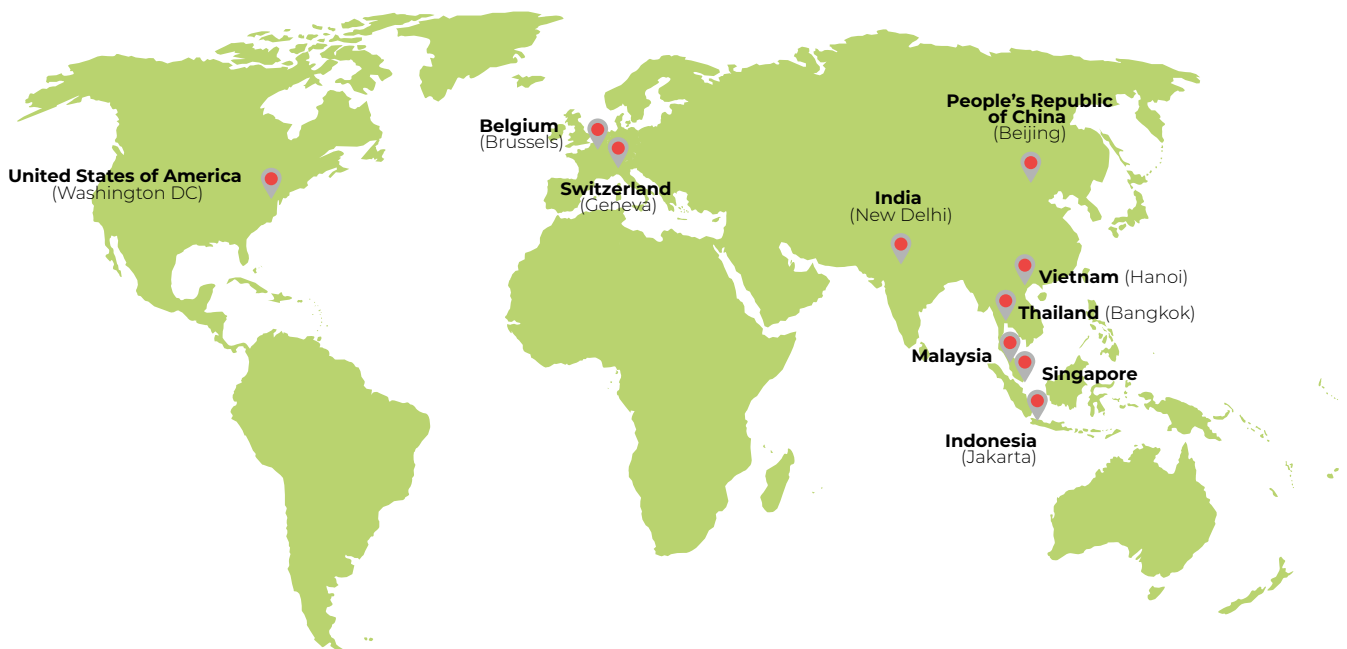 People’s Republic
of China
(Beijing)
Belgium
(Brussels)
United States of America
(Washington DC)
Switzerland
(Geneva)
India
(New Delhi)
Vietnam (Hanoi)
Thailand (Bangkok)
Malaysia
Singapore
Indonesia
(Jakarta)